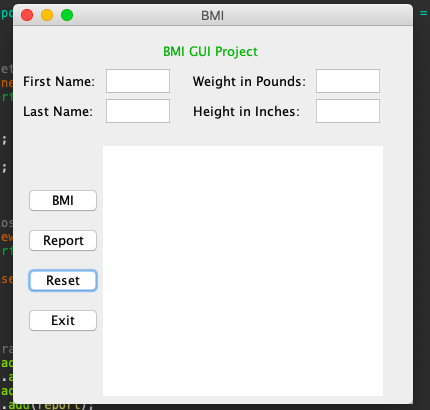 BMI
BMI GUI Project
First Name:
Weight in Pounds:
Last Name:
Height in Inches:
BMI
Report
Reset
Exit
.add(report);